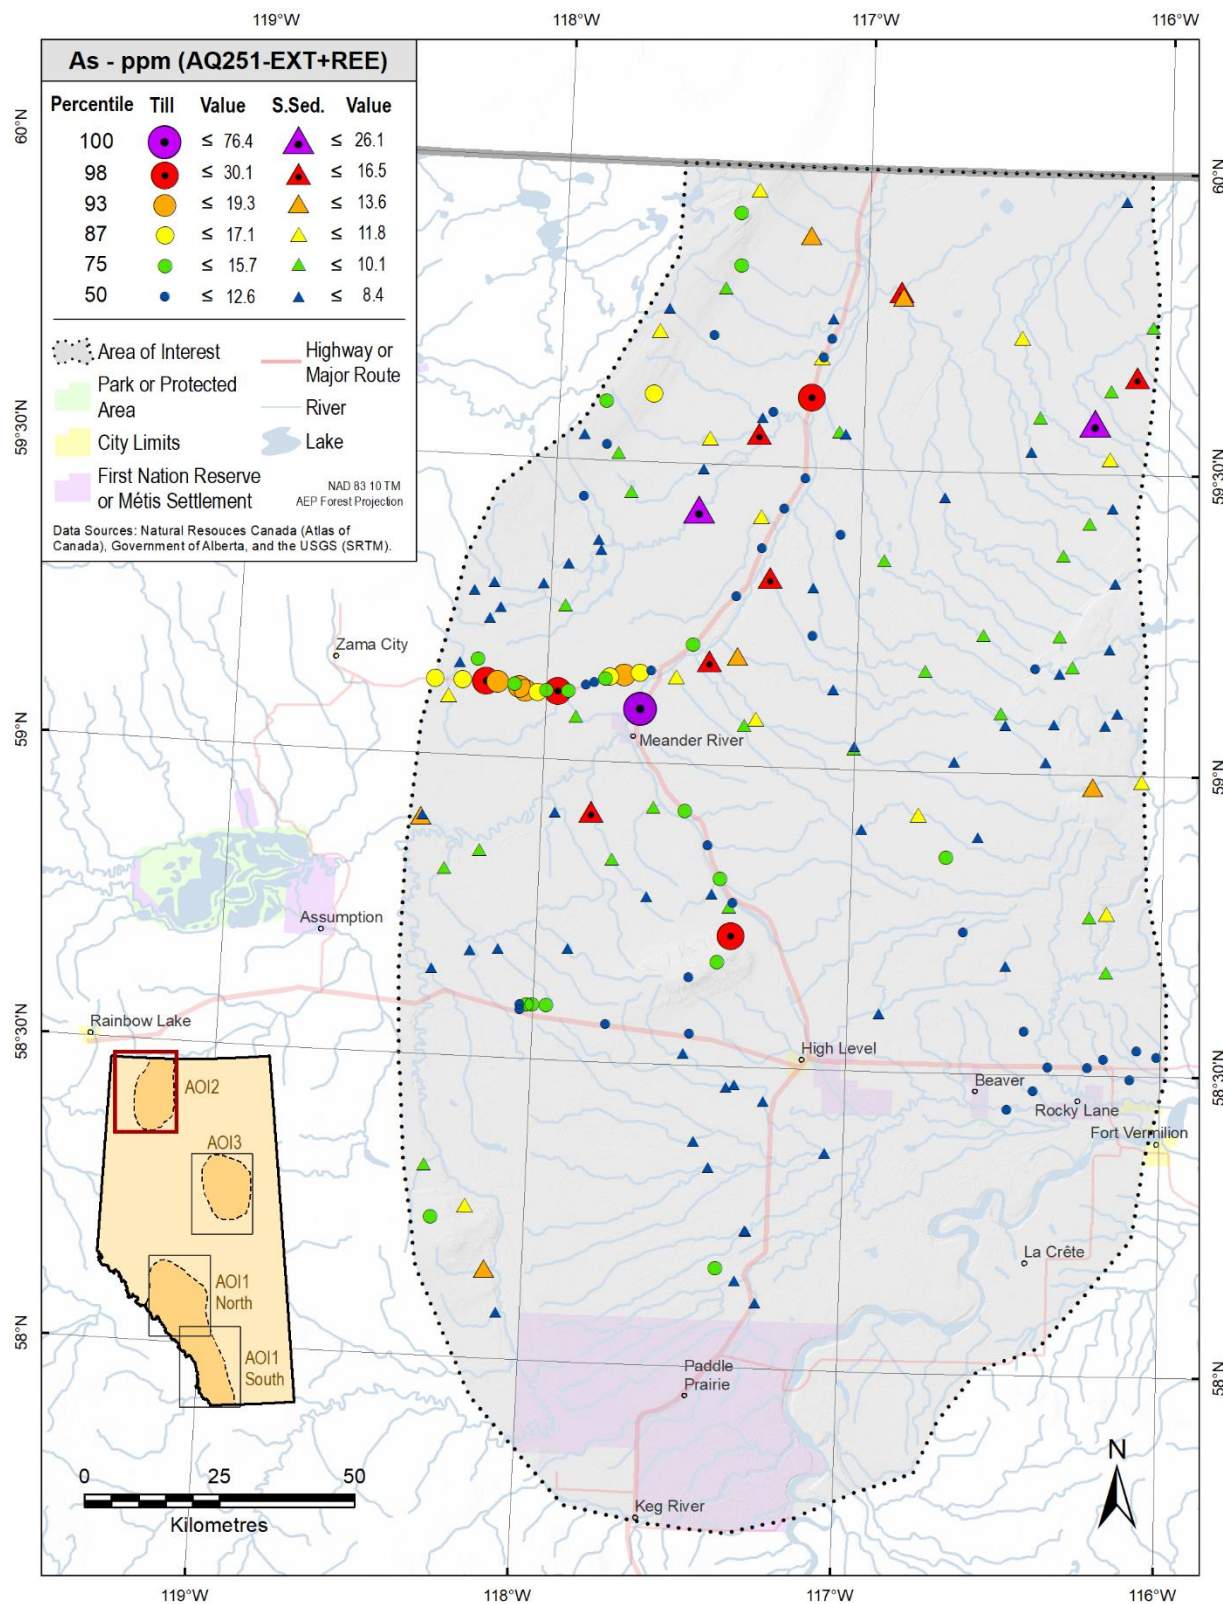 119°W 118°W 117°W 116°W
As - ppm (AQ251-EXT+REE)
Percentile Till Value S.Sed. Value
100 ≤ 76.4 ≤ 26.1
98 ≤ 30.1 ≤ 16.5
93 ≤ 19.3 ≤ 13.6
87 ≤ 17.1 ≤ 11.8
75 ≤ 15.7 ≤ 10.1
50 ≤ 12.6 ≤ 8.4
Area of Interest
Park or Protected
Area
City Limits
First Nation Reserve
or Métis Settlement
Highway or
Major Route
River
Lake
NAD 83 10 TM
AEP Forest Projection
Data Sources: Natural Resouces Canada (Atlas of
Canada), Government of Alberta, and the USGS (SRTM).
60°N
60°N
59°30'N
59°30'N
Zama City
59°N
Meander River
59°N
Assumption
58°30'N
Rainbow Lake
High Level
58°30'N
Beaver
Rocky Lane
Fort Vermilion
La Crête
58°N
Paddle
Prairie
58°N
Keg River
AOI2
AOI3
AOI1
North
AOI1
South
0 25 50
Kilometres
N
119°W 118°W 117°W 116°W